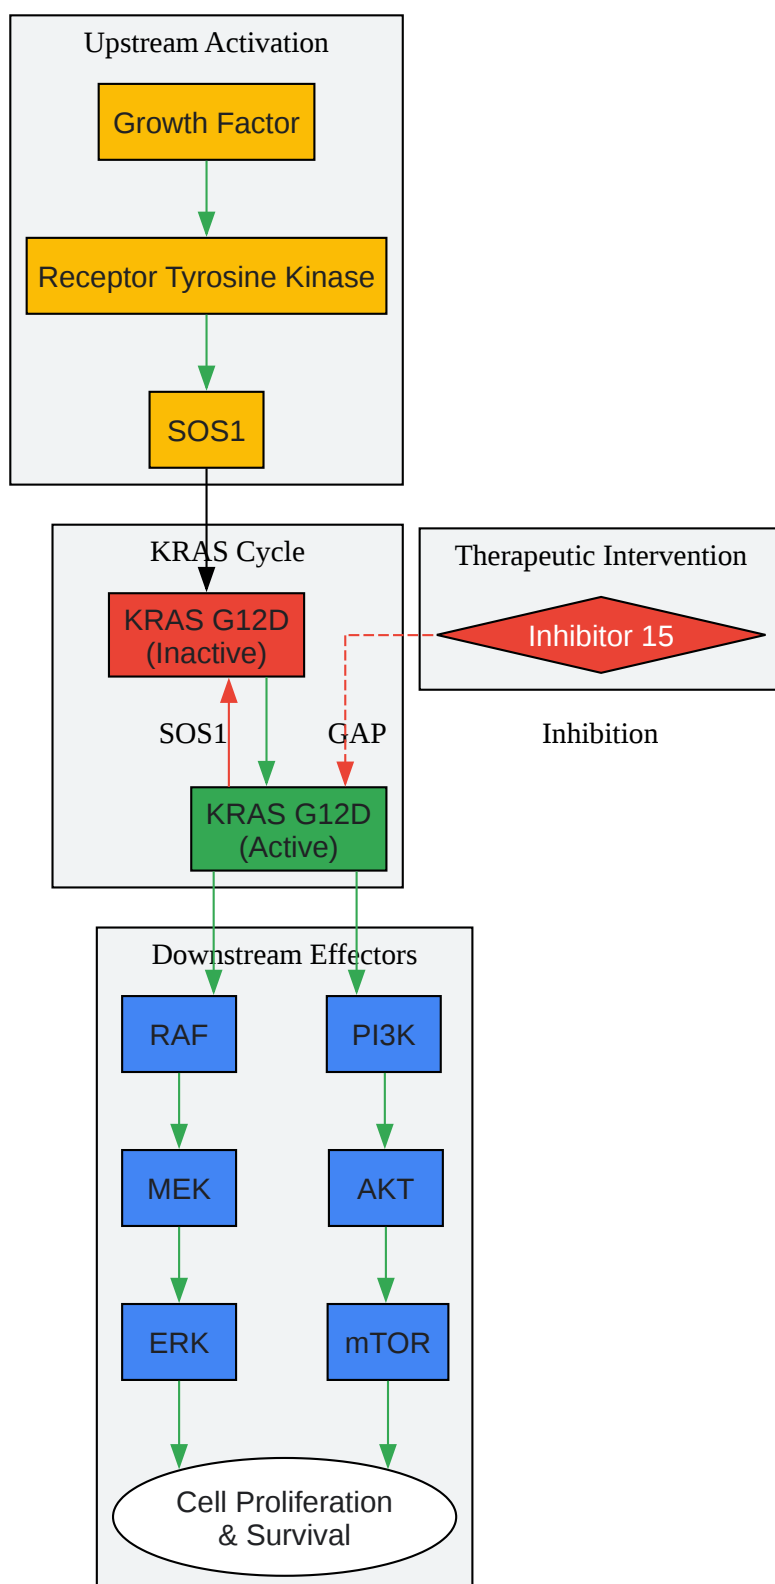 Upstream Activation
Growth Factor
Receptor Tyrosine Kinase
SOS1
KRAS Cycle
Therapeutic Intervention
KRAS G12D
(Inactive)
Inhibitor 15
SOS1
GAP
Inhibition
KRAS G12D
(Active)
Downstream Effectors
RAF
PI3K
MEK
AKT
ERK
mTOR
Cell Proliferation
& Survival